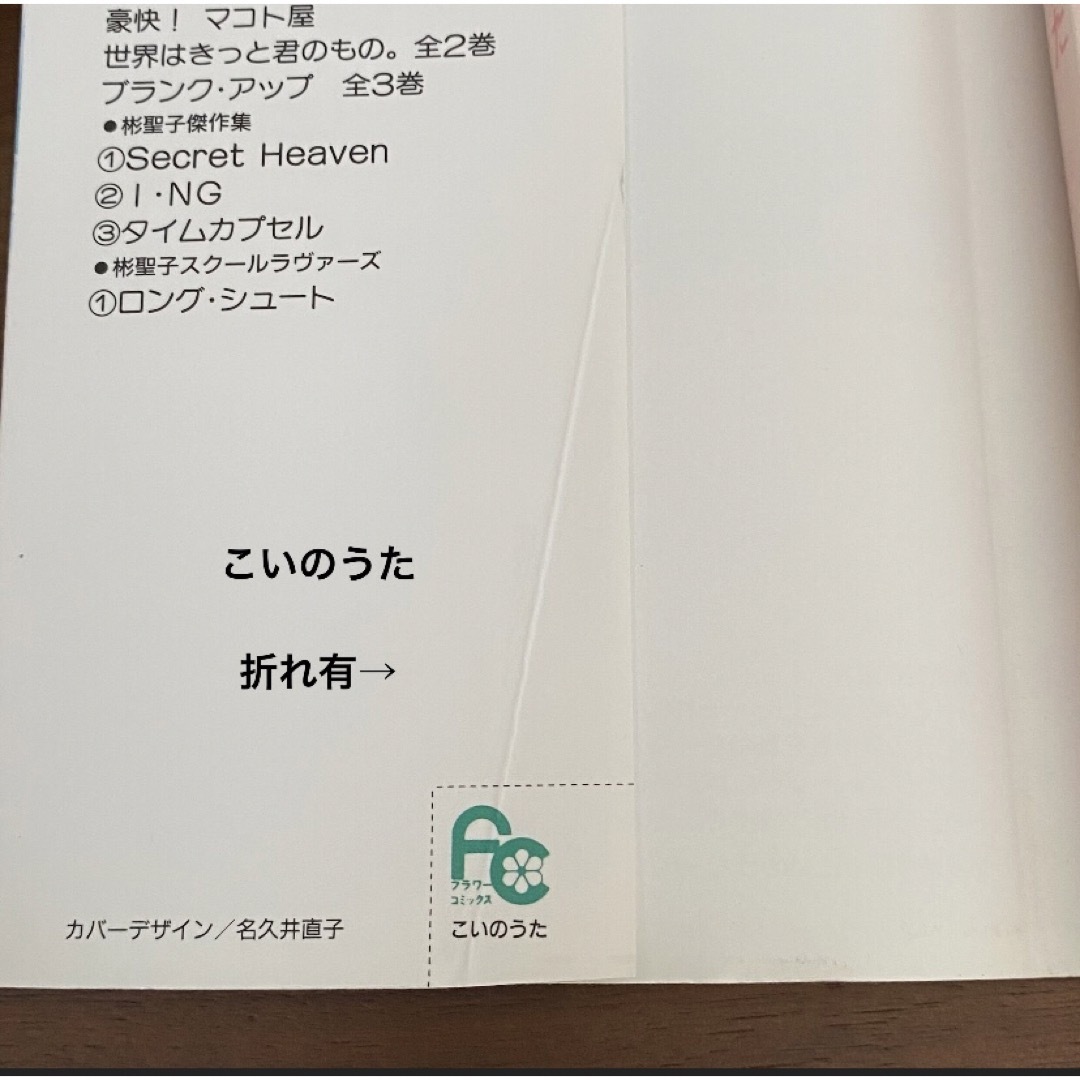 豪快! マコト屋
世界はきっと君のもの。全2巻
ブランク・アップ 全3巻
●彬聖子傑作集
①Secret Heaven
②I・NG
③タイムカプセル
●彬聖子スクールラヴァーズ
①ロング・シュート
こいのうた
折れ有→
FC
フラワー
コミックス
こいのうた
カバーデザイン/名久井直子